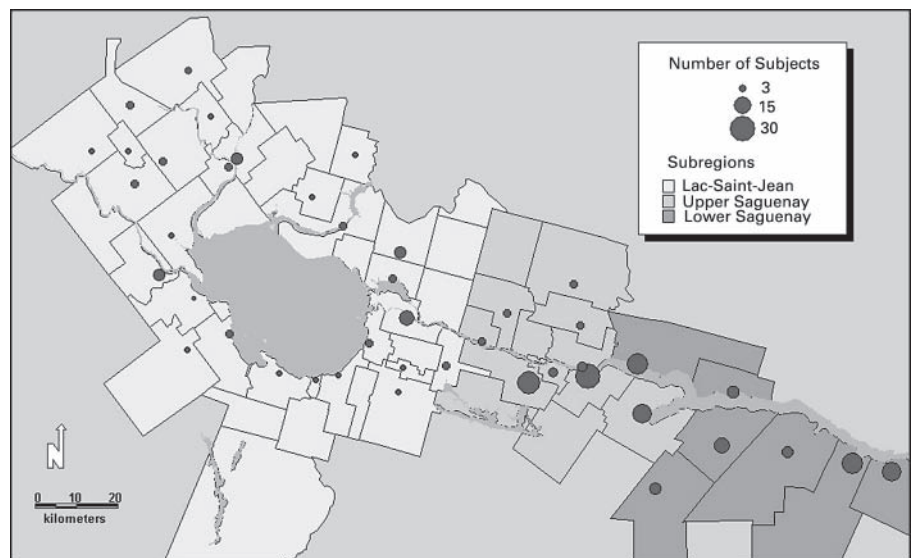 Number of Subjects
3
15
30
Subregions
Lac-Saint-Jean
Upper Saguenay
Lower Saguenay
N
0 10 20
kilometers